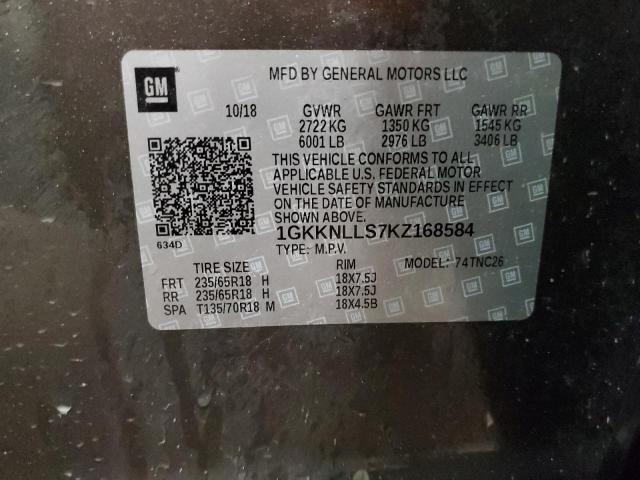 GM
MFD BY GENERAL MOTORS LLC
10/18 GVWR GAWR FRT GAWR RR
2722 KG 1350 KG 1545 KG
6001 LB 2976 LB 3406 LB
THIS VEHICLE CONFORMS TO ALL
APPLICABLE U.S. FEDERAL MOTOR
VEHICLE SAFETY STANDARDS IN EFFECT
ON THE DATE OF MANUFACTURE
SHOWN ABOVE.
634D
1GKKNLLS7KZ168584
TYPE: M.P.V. MODEL: 74TNC26
TIRE SIZE RIM
FRT 235/65R18 H 18X7.5J
RR 235/65R18 H 18X7.5J
SPA T135/70R18 M 18X4.5B